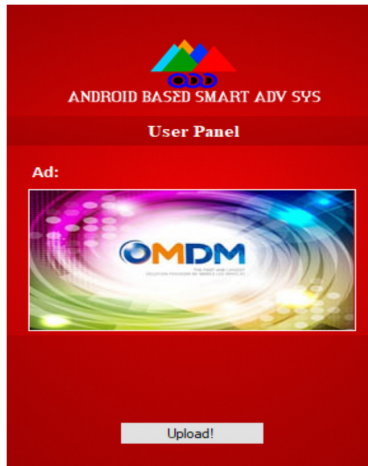 ODD
ANDROID BASED SMART ADV SYS
User Panel
Ad:
OMDM
Upload!